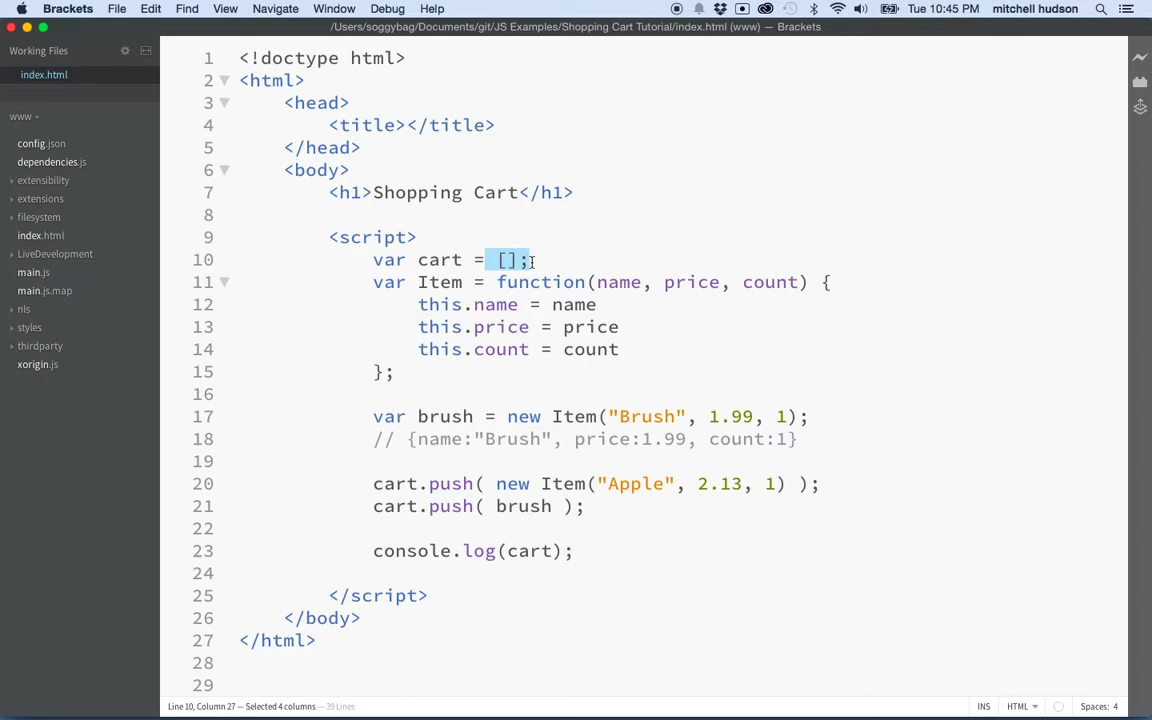 Brackets File Edit Find View Navigate Window Debug Help Tue 10:45 PM mitchell hudson
/Users/soggybag/Documents/git/JS Examples/Shopping Cart Tutorial/index.html (www) — Brackets
Working Files
index.html
www
config.json
dependencies.js
extensibility
extensions
filesystem
index.html
LiveDevelopment
main.js
main.js.map
nls
styles
thirdparty
xorigin.js
1 <!doctype html>
2 <html>
3 <head>
4 <title></title>
5 </head>
6 <body>
7 <h1>Shopping Cart</h1>
8
9 <script>
10 var cart = [];
11 var Item = function(name, price, count) {
12 this.name = name
13 this.price = price
14 this.count = count
15 };
16
17 var brush = new Item("Brush", 1.99, 1);
18 // {name:"Brush", price:1.99, count:1}
19
20 cart.push( new Item("Apple", 2.13, 1) );
21 cart.push( brush );
22
23 console.log(cart);
24
25 </script>
26 </body>
27 </html>
28
29
Line 10, Column 27 — Selected 4 columns — 39 Lines INS HTML Spaces: 4